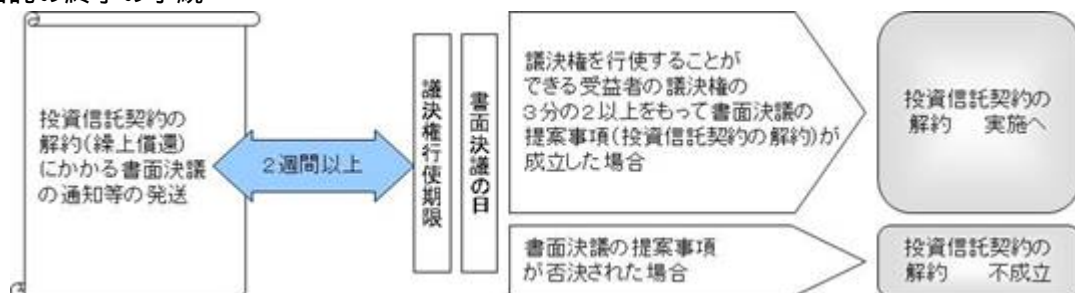 投資信託契約の
解約(繰上償還)
にかかる書面決議
の通知等の発送
2週間以上
議決権行使期限
書面決議の日
議決権を行使することが
できる受益者の議決権の
3分の2以上をもって書面決議の
提案事項(投資信託契約の解約)が
成立した場合
投資信託契約の
解約 実施へ
書面決議の提案事項
が否決された場合
投資信託契約の
解約 不成立